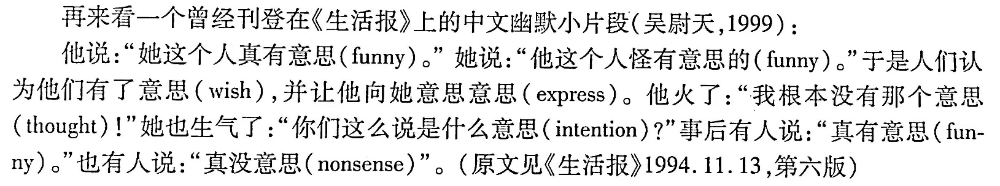 再来看一个曾经刊登在《生活报》上的中文幽默小片段(吴尉天,1999):
他说:“她这个人真有意思(funny)。” 她说:“他这个人怪有意思的(funny)。”于是人们认
为他们有了意思(wish),并让他向她意思意思(express)。他火了:“我根本没有那个意思
(thought)!”她也生气了:“你们这么说是什么意思(intention)?”事后有人说:“真有意思(fun-
ny)。”也有人说:“真没意思(nonsense)”。(原文见《生活报》1994.11.13,第六版)